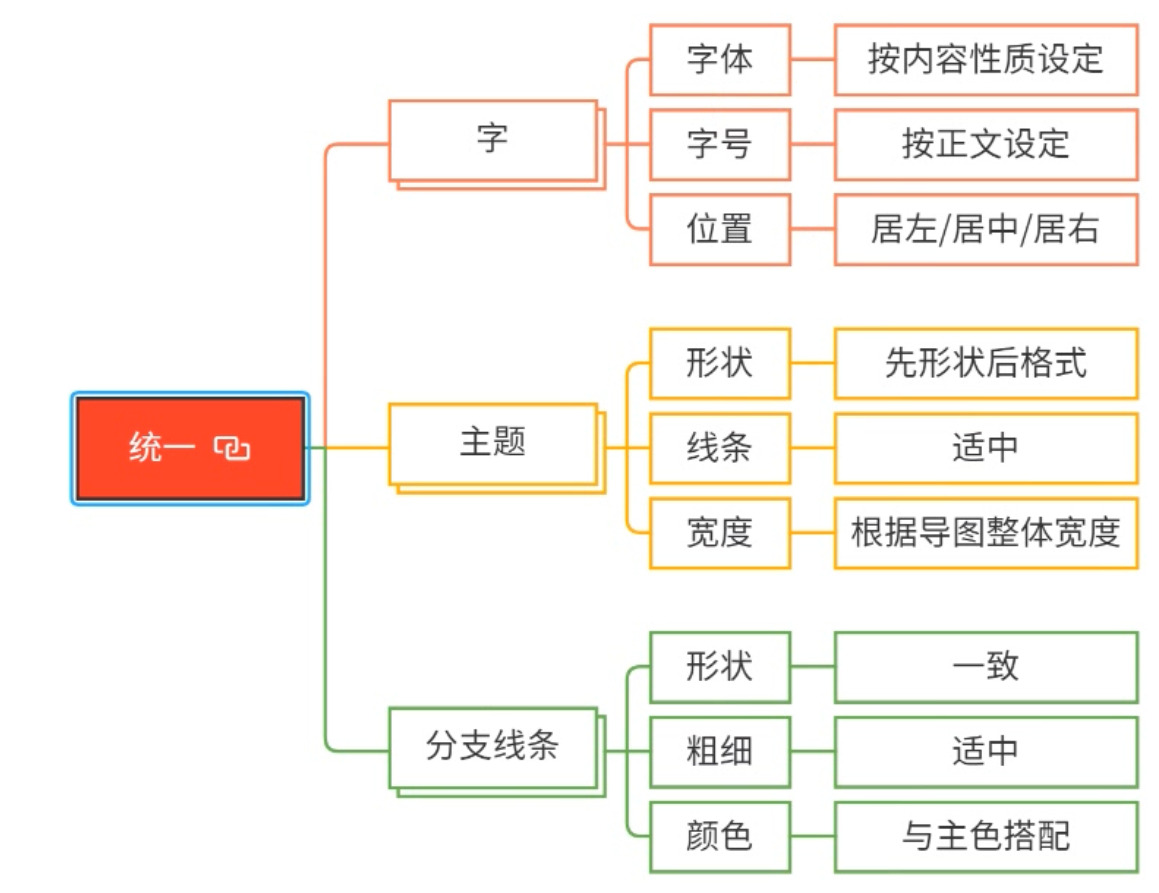 统一
字
字体
按内容性质设定
字号
按正文设定
位置
居左/居中/居右
主题
形状
先形状后格式
线条
适中
宽度
根据导图整体宽度
分支线条
形状
一致
粗细
适中
颜色
与主色搭配